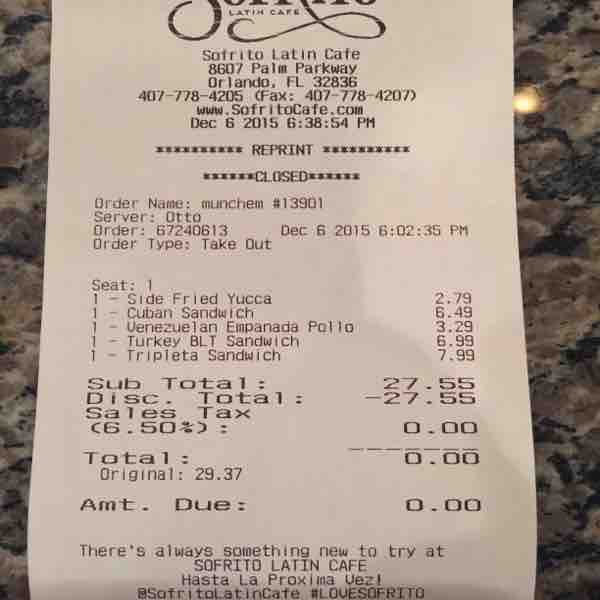 SOFRITO
LATIN CAFE
Sofrito Latin Cafe
8607 Palm Parkway
Orlando, FL 32836
407-778-4205 (Fax: 407-778-4207)
www.SofritoCafe.com
Dec 6 2015 6:38:54 PM
********** REPRINT **********
******CLOSED******
Order Name: munchem #13901
Server: Otto
Order: 67240613 Dec 6 2015 6:02:35 PM
Order Type: Take Out
Seat: 1
1 - Side Fried Yucca 2.79
1 - Cuban Sandwich 6.49
1 - Venezuelan Empanada Pollo 3.29
1 - Turkey BLT Sandwich 6.99
1 - Tripleta Sandwich 7.99
Sub Total: 27.55
Disc. Total: -27.55
Sales Tax
(6.50%): 0.00
Total: 0.00
Original: 29.37
Amt. Due: 0.00
There's always something new to try at
SOFRITO LATIN CAFE
Hasta La Proxima Vez!
@SofritoLatinCafe #LOVESOFRITO